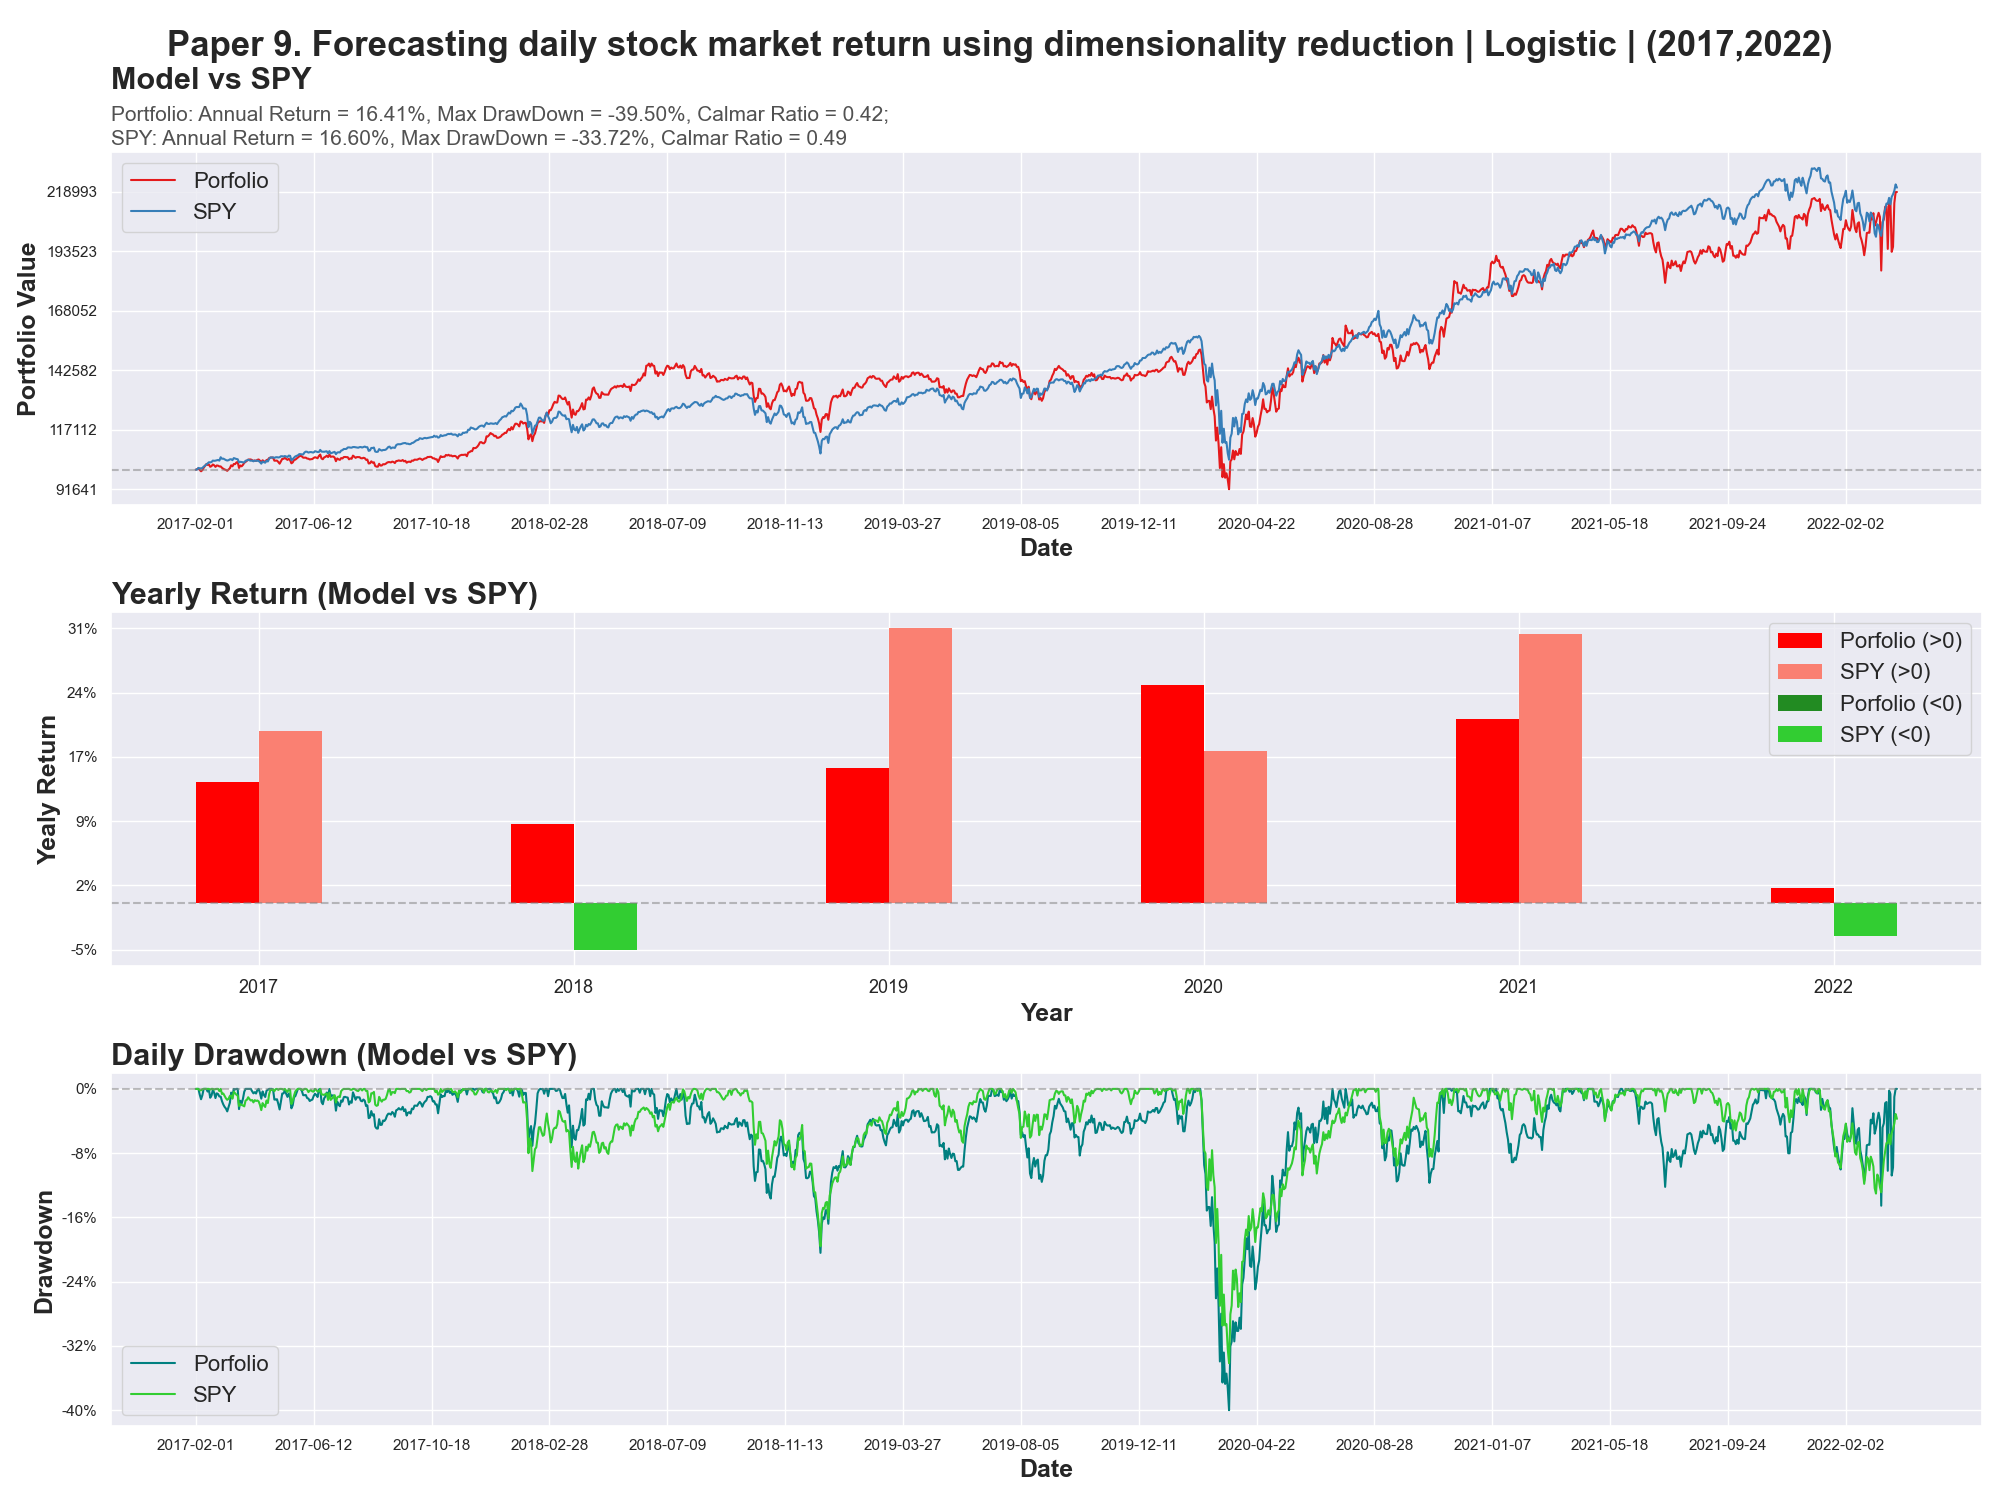 Paper 9. Forecasting daily stock market return using dimensionality reduction | Logistic | (2017,2022)
Model vs SPY
Portfolio: Annual Return = 16.41%, Max DrawDown = -39.50%, Calmar Ratio = 0.42;
SPY: Annual Return = 16.60%, Max DrawDown = -33.72%, Calmar Ratio = 0.49
Porfolio
SPY
Portfolio Value
218993
193523
168052
142582
117112
91641
2017-02-01 2017-06-12 2017-10-18 2018-02-28 2018-07-09 2018-11-13 2019-03-27 2019-08-05 2019-12-11 2020-04-22 2020-08-28 2021-01-07 2021-05-18 2021-09-24 2022-02-02
Date
Yearly Return (Model vs SPY)
Porfolio (>0)
SPY (>0)
Porfolio (<0)
SPY (<0)
Yealy Return
31%
24%
17%
9%
2%
-5%
2017 2018 2019 2020 2021 2022
Year
Daily Drawdown (Model vs SPY)
Drawdown
0%
-8%
-16%
-24%
-32%
-40%
Porfolio
SPY
2017-02-01 2017-06-12 2017-10-18 2018-02-28 2018-07-09 2018-11-13 2019-03-27 2019-08-05 2019-12-11 2020-04-22 2020-08-28 2021-01-07 2021-05-18 2021-09-24 2022-02-02
Date